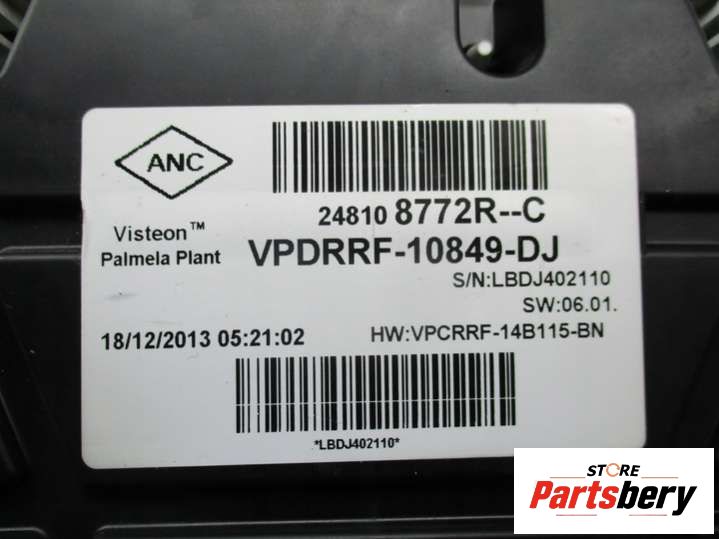 ANC
24810 8772R--C
Visteon™
Palmela Plant
VPDRRF-10849-DJ
S/N:LBDJ402110
SW:06.01.
18/12/2013 05:21:02
HW:VPCRRF-14B115-BN
*LBDJ402110*
STORE
Partsbery